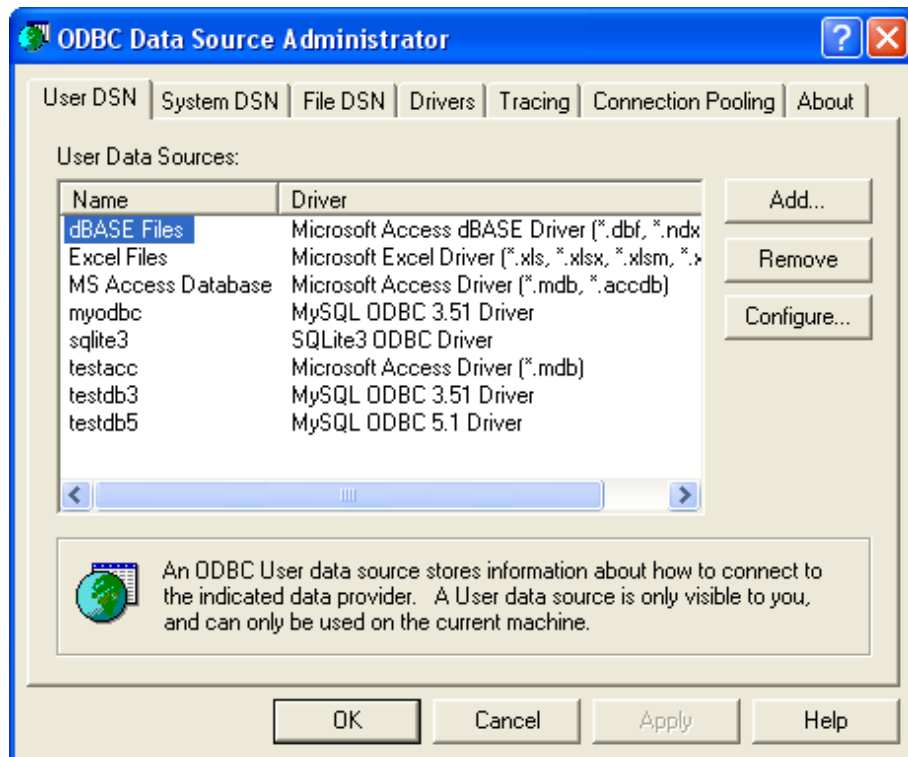 ODBC Data Source Administrator
User DSN System DSN File DSN Drivers Tracing Connection Pooling About
User Data Sources:
Name Driver
dBASE Files Microsoft Access dBASE Driver (*.dbf, *.ndx
Excel Files Microsoft Excel Driver (*.xls, *.xlsx, *.xlsm, *.x
MS Access Database Microsoft Access Driver (*.mdb, *.accdb)
myodbc MySQL ODBC 3.51 Driver
sqlite3 SQLite3 ODBC Driver
testacc Microsoft Access Driver (*.mdb)
testdb3 MySQL ODBC 3.51 Driver
testdb5 MySQL ODBC 5.1 Driver
Add...
Remove
Configure...
An ODBC User data source stores information about how to connect to
the indicated data provider. A User data source is only visible to you,
and can only be used on the current machine.
OK Cancel Apply Help